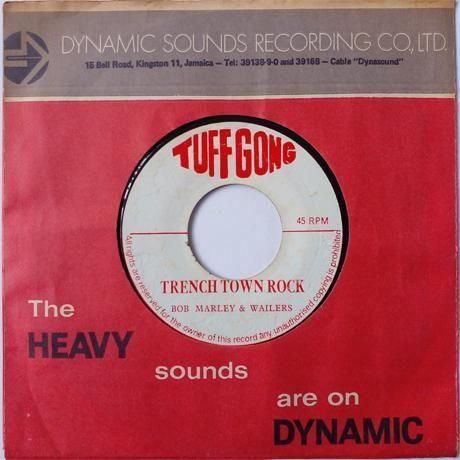 DYNAMIC SOUNDS RECORDING CO., LTD.
15 Bell Road, Kingston 11, Jamaica – Tel: 39138-9-0 and 39168 – Cable "Dynasound"
TUFF GONG
45 RPM
TRENCH TOWN ROCK
BOB MARLEY & WAILERS
All rights are reserved for the owner of this record any unauthorised copying is prohibited
The
HEAVY
sounds
are on
DYNAMIC